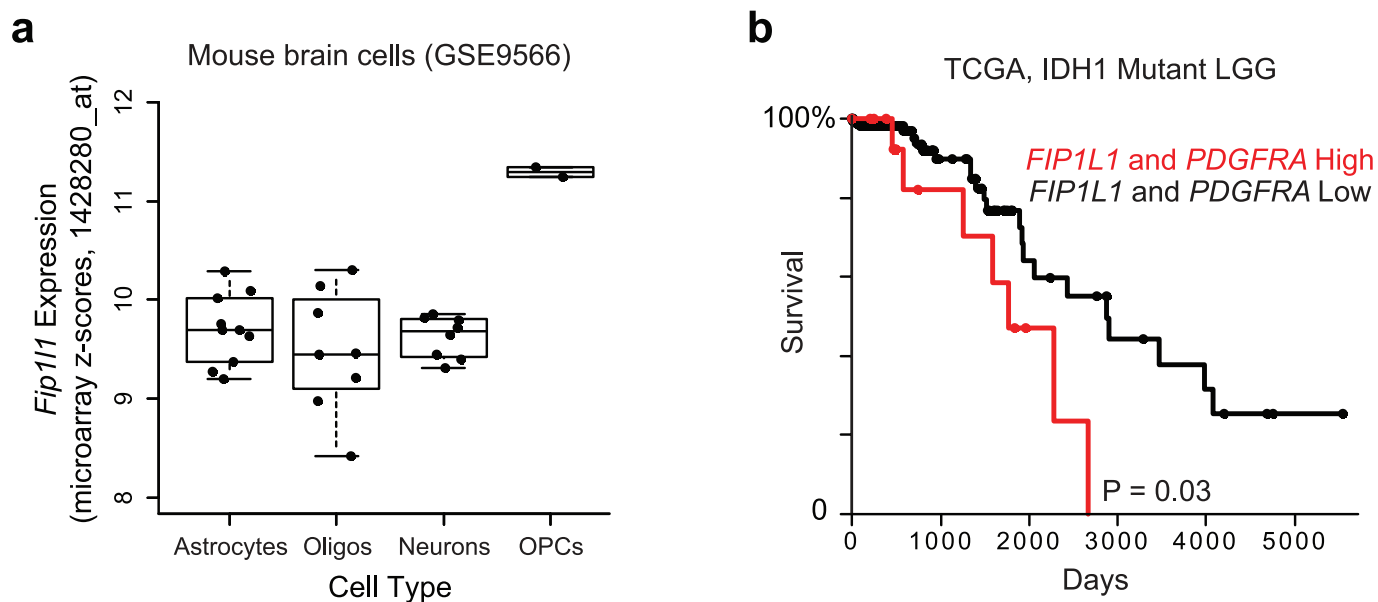 a
Mouse brain cells (GSE9566)
Fip1l1 Expression
(microarray z-scores, 1428280_at)
12
11
10
9
8
Astrocytes Oligos Neurons OPCs
Cell Type
b
TCGA, IDH1 Mutant LGG
100%
FIP1L1 and PDGFRA High
FIP1L1 and PDGFRA Low
Survival
P = 0.03
0
0 1000 2000 3000 4000 5000
Days